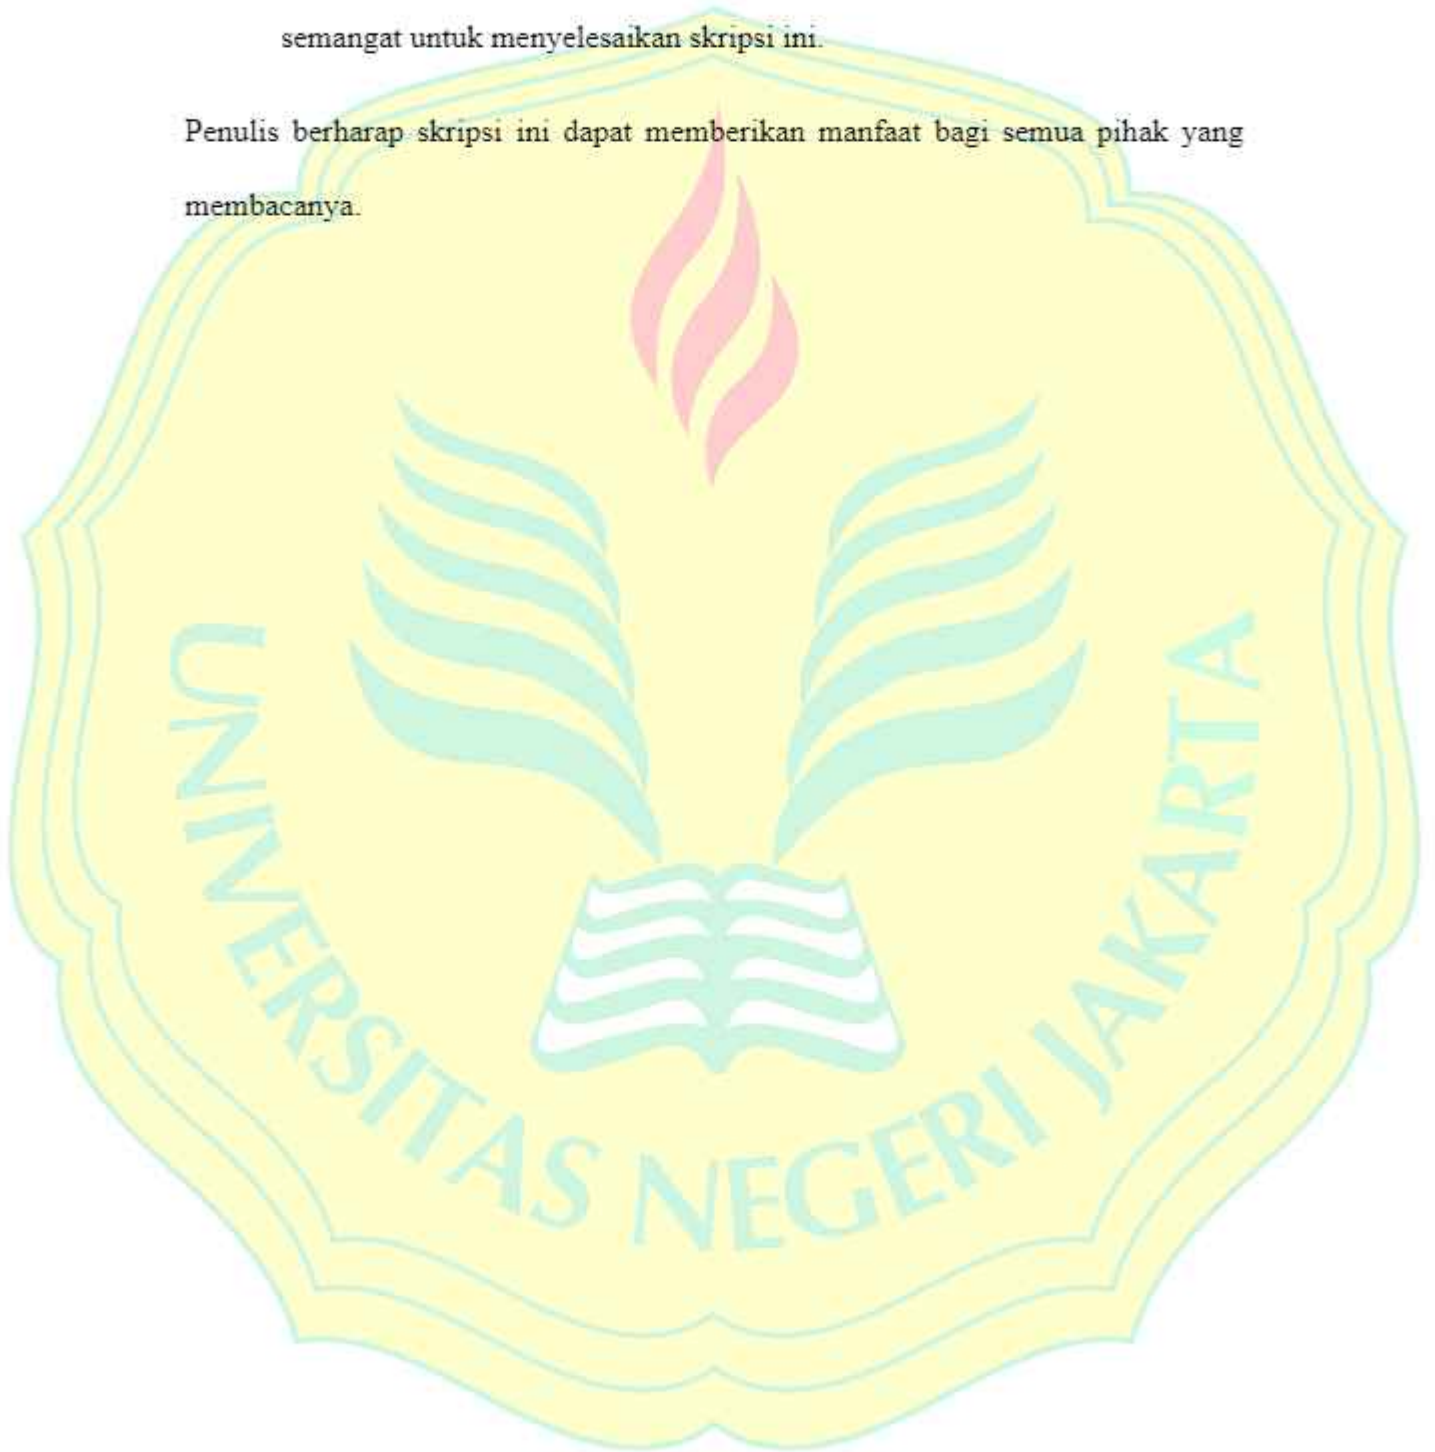 semangat untuk menyelesaikan skripsi ini.
Penulis berharap skripsi ini dapat memberikan manfaat bagi semua pihak yang
membacanya.
UNIVERSITAS NEGERI JAKARTA